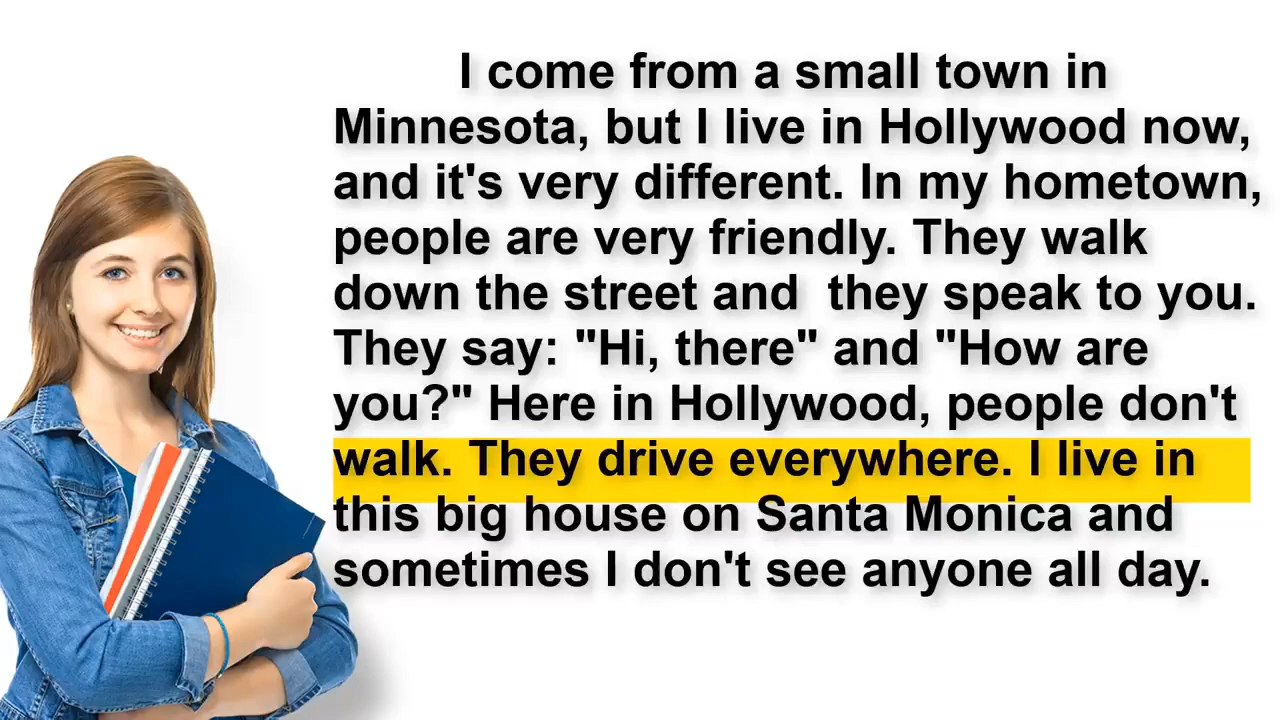 I come from a small town in
Minnesota, but I live in Hollywood now,
and it's very different. In my hometown,
people are very friendly. They walk
down the street and  they speak to you.
They say: "Hi, there" and "How are
you?" Here in Hollywood, people don't
walk. They drive everywhere. I live in
this big house on Santa Monica and
sometimes I don't see anyone all day.